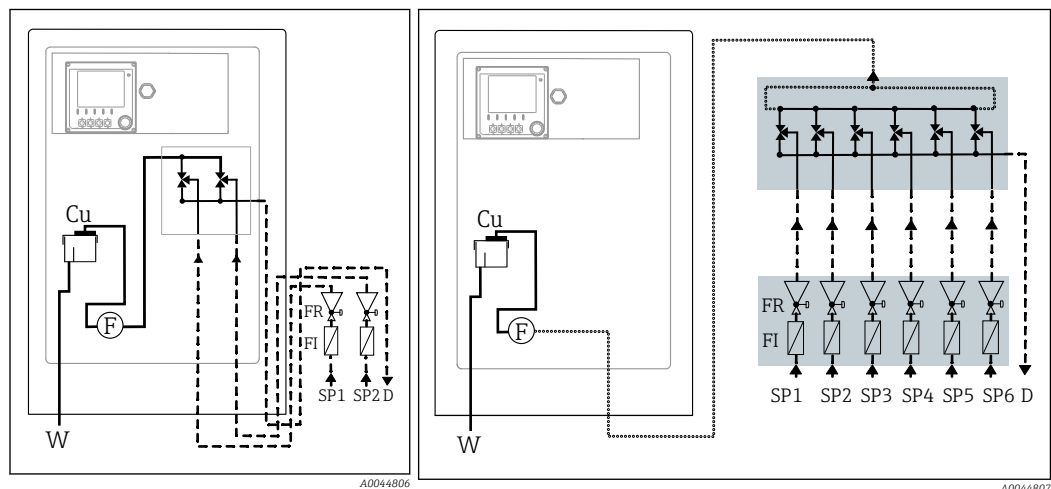 Cu
F
W
FR
FI
SP1 SP2 D
A0044806
Cu
F
W
FR
FI
SP1 SP2 SP3 SP4 SP5 SP6 D
A0044807